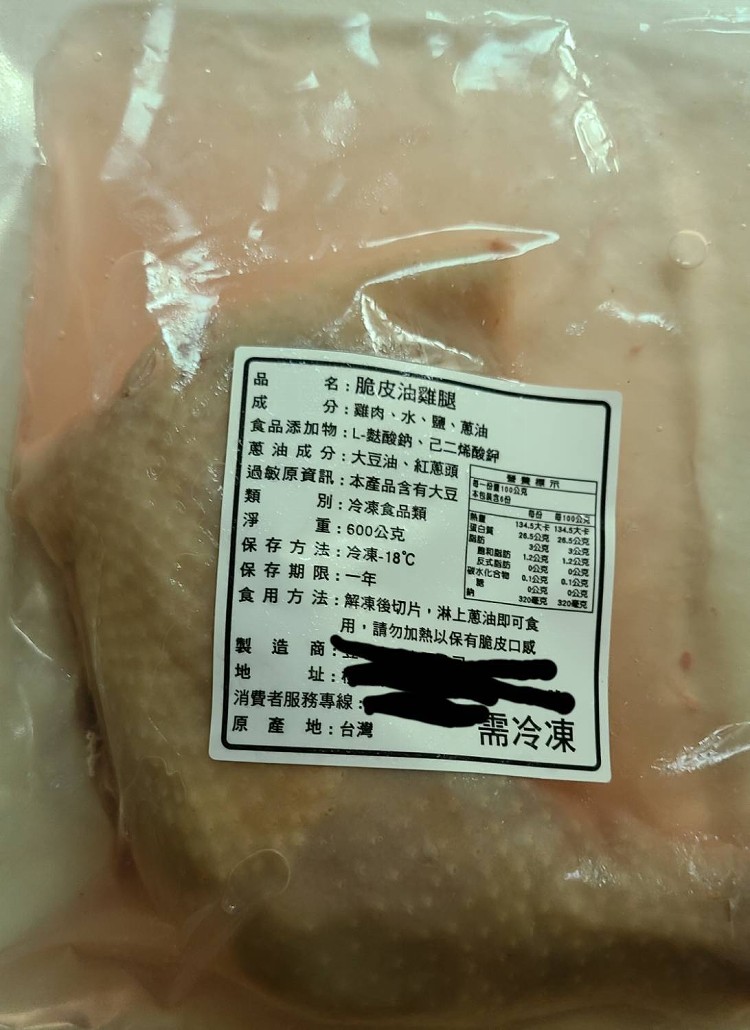 品名：脆皮油雞腿
成分：雞肉、水、鹽、蔥油
食品添加物：L-麩酸鈉、己二烯酸鉀
蔥油成分：大豆油、紅蔥頭
過敏原資訊：本產品含有大豆
類別：冷凍食品類
淨重：600公克
保存方法：冷凍-18℃
保存期限：一年
食用方法：解凍後切片，淋上蔥油即可食
用，請勿加熱以保有脆皮口感
製造商：
地址：
消費者服務專線：
原產地：台灣
需冷凍
營養標示
每一份量100公克
本包裝含6份
每份 每100公克
熱量 134.5大卡 134.5大卡
蛋白質 26.5公克 26.5公克
脂肪 3公克 3公克
飽和脂肪 1.2公克 1.2公克
反式脂肪 0公克 0公克
碳水化合物 0.1公克 0.1公克
糖 0公克 0公克
鈉 320毫克 320毫克